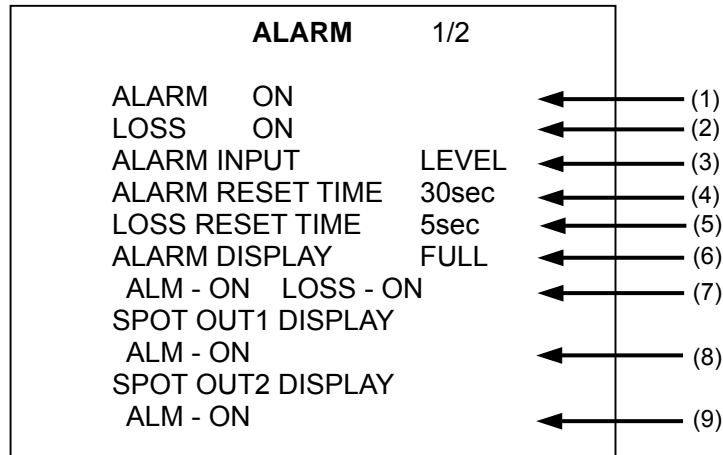 ALARM 1/2
ALARM ON (1)
LOSS ON (2)
ALARM INPUT LEVEL (3)
ALARM RESET TIME 30sec (4)
LOSS RESET TIME 5sec (5)
ALARM DISPLAY FULL (6)
ALM - ON LOSS - ON (7)
SPOT OUT1 DISPLAY
ALM - ON (8)
SPOT OUT2 DISPLAY
ALM - ON (9)